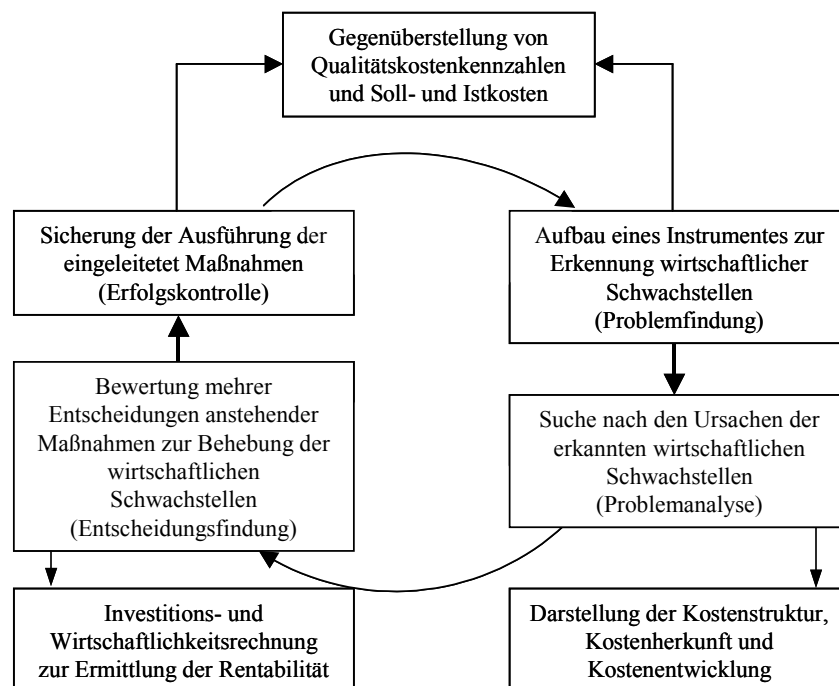 Gegenüberstellung von
Qualitätskostenkennzahlen
und Soll- und Istkosten
Sicherung der Ausführung der
eingeleitetet Maßnahmen
(Erfolgskontrolle)
Aufbau eines Instrumentes zur
Erkennung wirtschaftlicher
Schwachstellen
(Problemfindung)
Bewertung mehrer
Entscheidungen anstehender
Maßnahmen zur Behebung der
wirtschaftlichen
Schwachstellen
(Entscheidungsfindung)
Suche nach den Ursachen der
erkannten wirtschaftlichen
Schwachstellen
(Problemanalyse)
Investitions- und
Wirtschaftlichkeitsrechnung
zur Ermittlung der Rentabilität
Darstellung der Kostenstruktur,
Kostenherkunft und
Kostenentwicklung